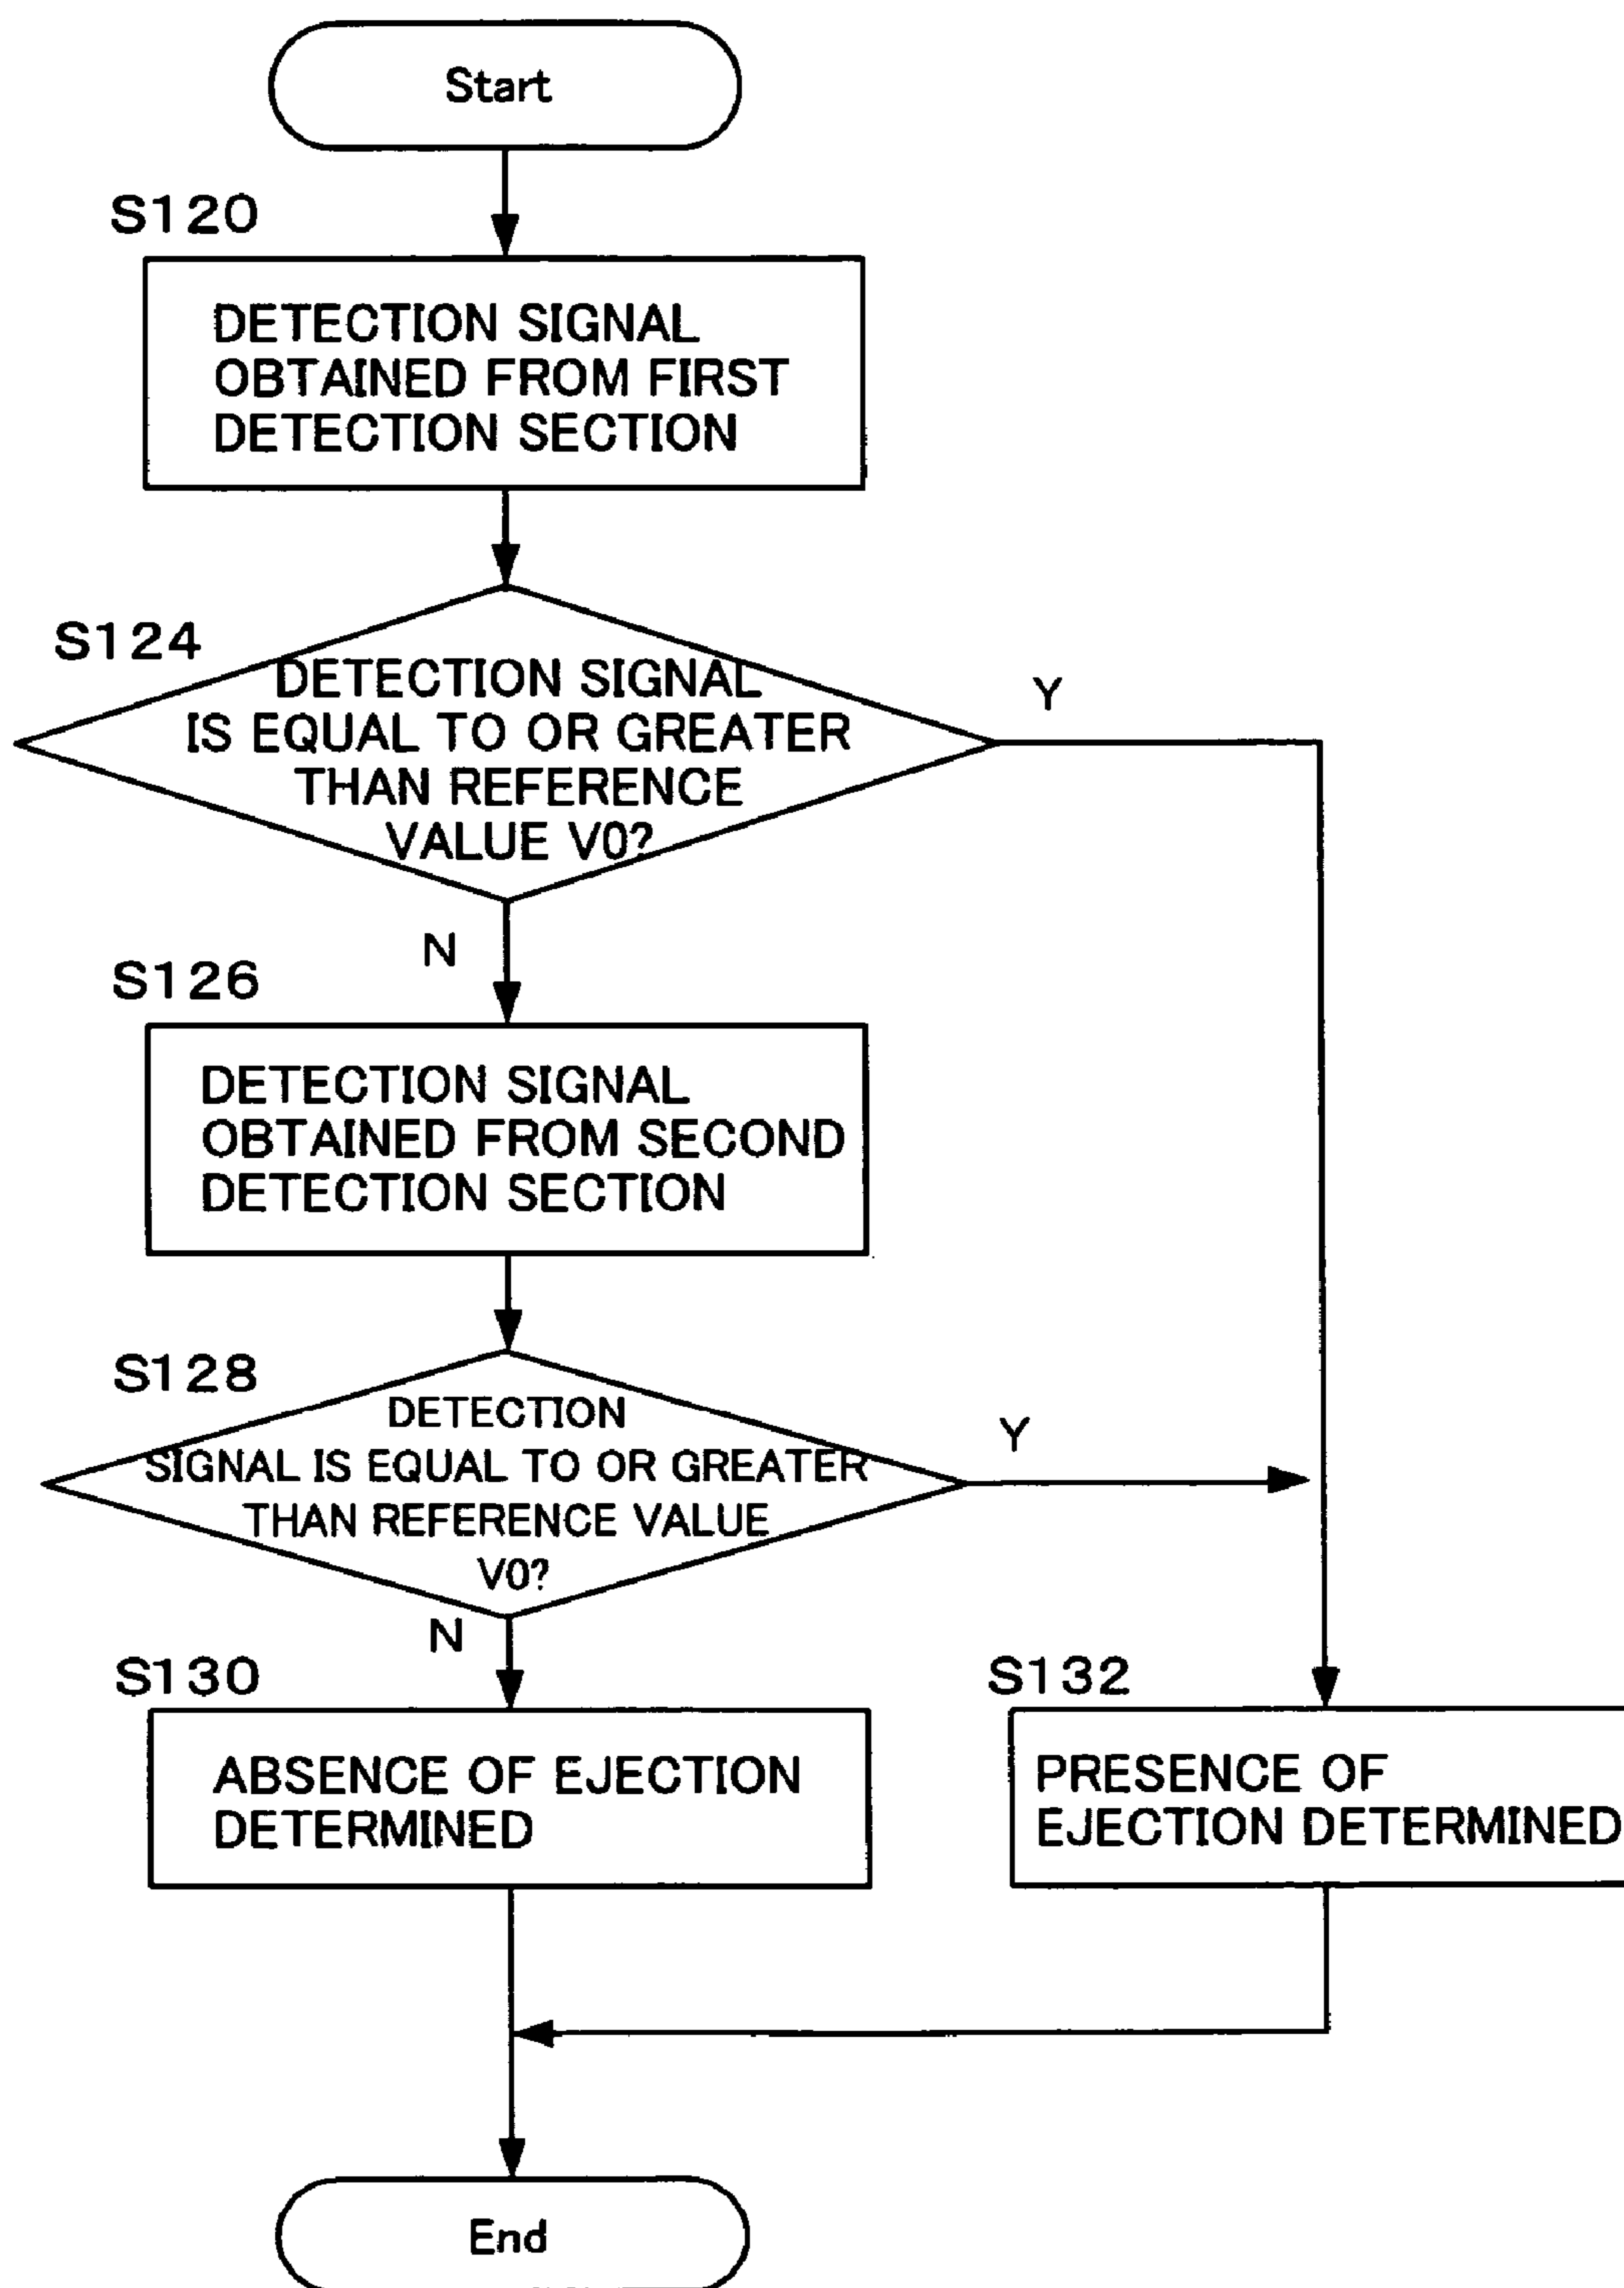 Start
S120
DETECTION SIGNAL
OBTAINED FROM FIRST
DETECTION SECTION
S124
DETECTION SIGNAL
IS EQUAL TO OR GREATER
THAN REFERENCE
VALUE V0?
Y
N
S126
DETECTION SIGNAL
OBTAINED FROM SECOND
DETECTION SECTION
S128
DETECTION
SIGNAL IS EQUAL TO OR GREATER
THAN REFERENCE VALUE
V0?
Y
N
S130
ABSENCE OF EJECTION
DETERMINED
S132
PRESENCE OF
EJECTION DETERMINED
End